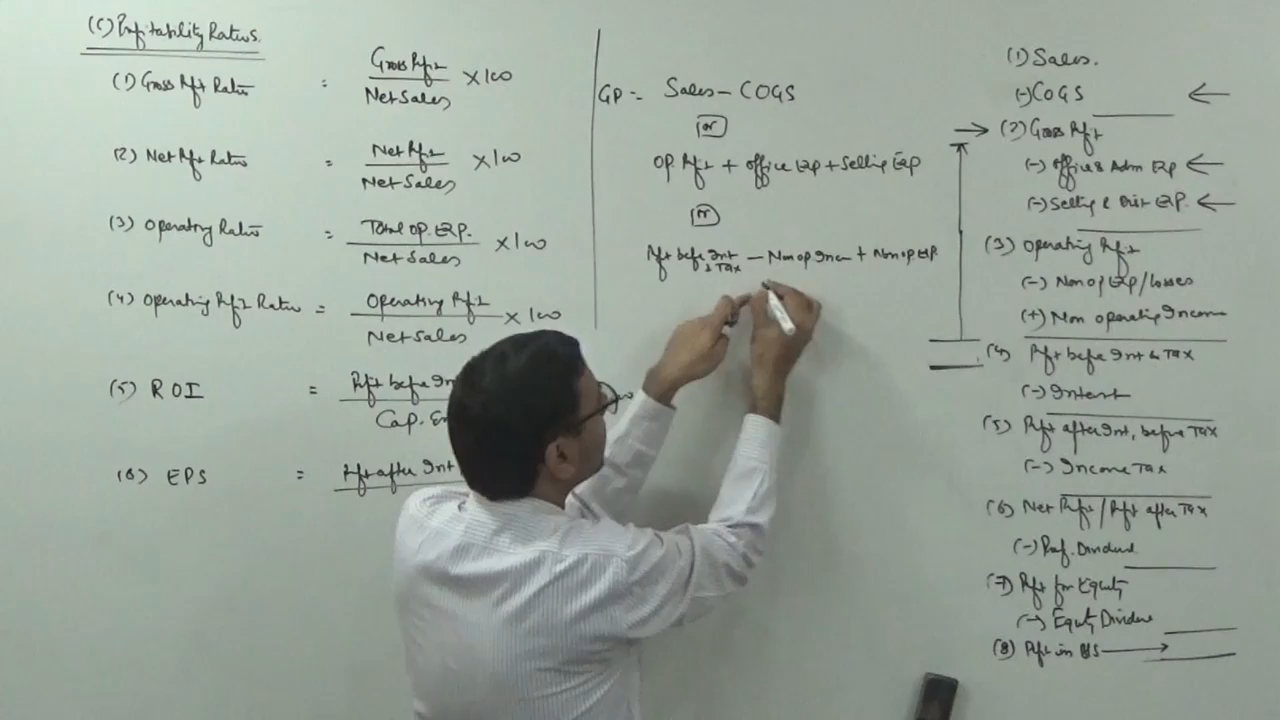 (C) Profitability Ratios.
(1) Gross Pft Ratio = Gross Pft / Net Sales × 100
(2) Net Pft Ratio = Net Pft / Net Sales × 100
(3) Operating Ratio = Total Op. Exp. / Net Sales × 100
(4) Operating Pft Ratio = Operating Pft / Net Sales × 100
(5) ROI = Pft before In / Cap. Em
(6) EPS = Pft after Int
GP = Sales - COGS
or
Op Pft + office Exp + Selling Exp
or
Pft before Int & Tax - Non op Incm + Non op Exp
(1) Sales.
(-) COGS
(2) Gross Pft
(-) Office & Adm Exp
(-) Selling & Dist Exp.
(3) Operating Pft
(-) Non op Exp/losses
(+) Non operating Income
(4) Pft before Int & Tax
(-) Interest
(5) Pft after Int, before Tax
(-) Income Tax
(6) Net Pft / Pft after Tax
(-) Pref. Dividend
(7) Pft for Equity
(-) Equity Dividend
(8) Pft in BS